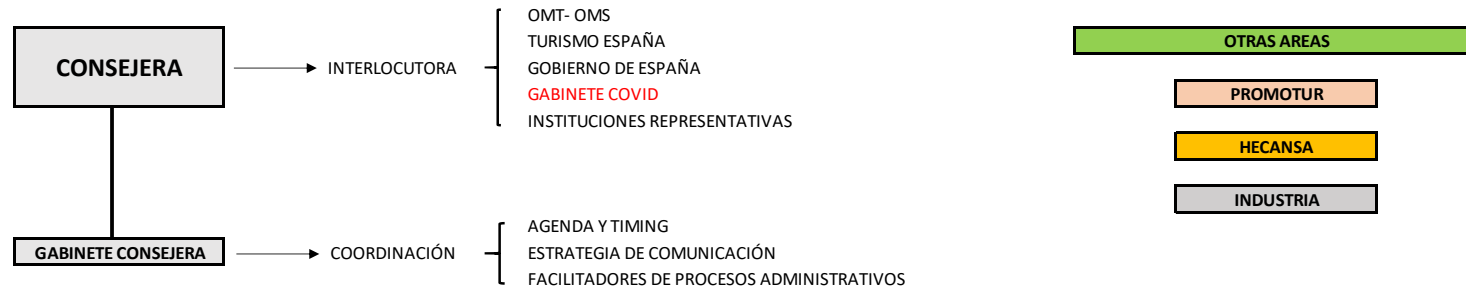 CONSEJERA
INTERLOCUTORA
OMT- OMS
TURISMO ESPAÑA
GOBIERNO DE ESPAÑA
GABINETE COVID
INSTITUCIONES REPRESENTATIVAS
GABINETE CONSEJERA
COORDINACIÓN
AGENDA Y TIMING
ESTRATEGIA DE COMUNICACIÓN
FACILITADORES DE PROCESOS ADMINISTRATIVOS
OTRAS AREAS
PROMOTUR
HECANSA
INDUSTRIA